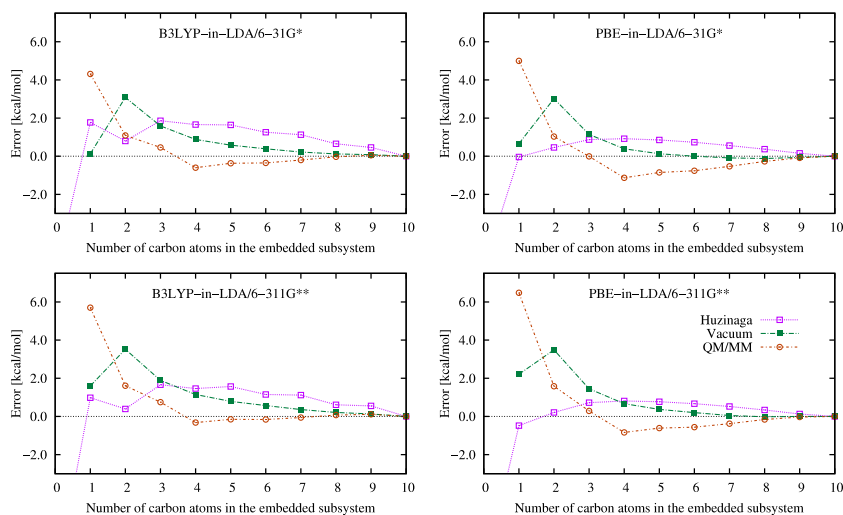 B3LYP−in−LDA/6−31G*
6.0
4.0
2.0
0.0
−2.0
Error [kcal/mol]
0 1 2 3 4 5 6 7 8 9 10
Number of carbon atoms in the embedded subsystem
PBE−in−LDA/6−31G*
6.0
4.0
2.0
0.0
−2.0
Error [kcal/mol]
0 1 2 3 4 5 6 7 8 9 10
Number of carbon atoms in the embedded subsystem
B3LYP−in−LDA/6−311G**
6.0
4.0
2.0
0.0
−2.0
Error [kcal/mol]
0 1 2 3 4 5 6 7 8 9 10
Number of carbon atoms in the embedded subsystem
PBE−in−LDA/6−311G**
Huzinaga
Vacuum
QM/MM
6.0
4.0
2.0
0.0
−2.0
Error [kcal/mol]
0 1 2 3 4 5 6 7 8 9 10
Number of carbon atoms in the embedded subsystem